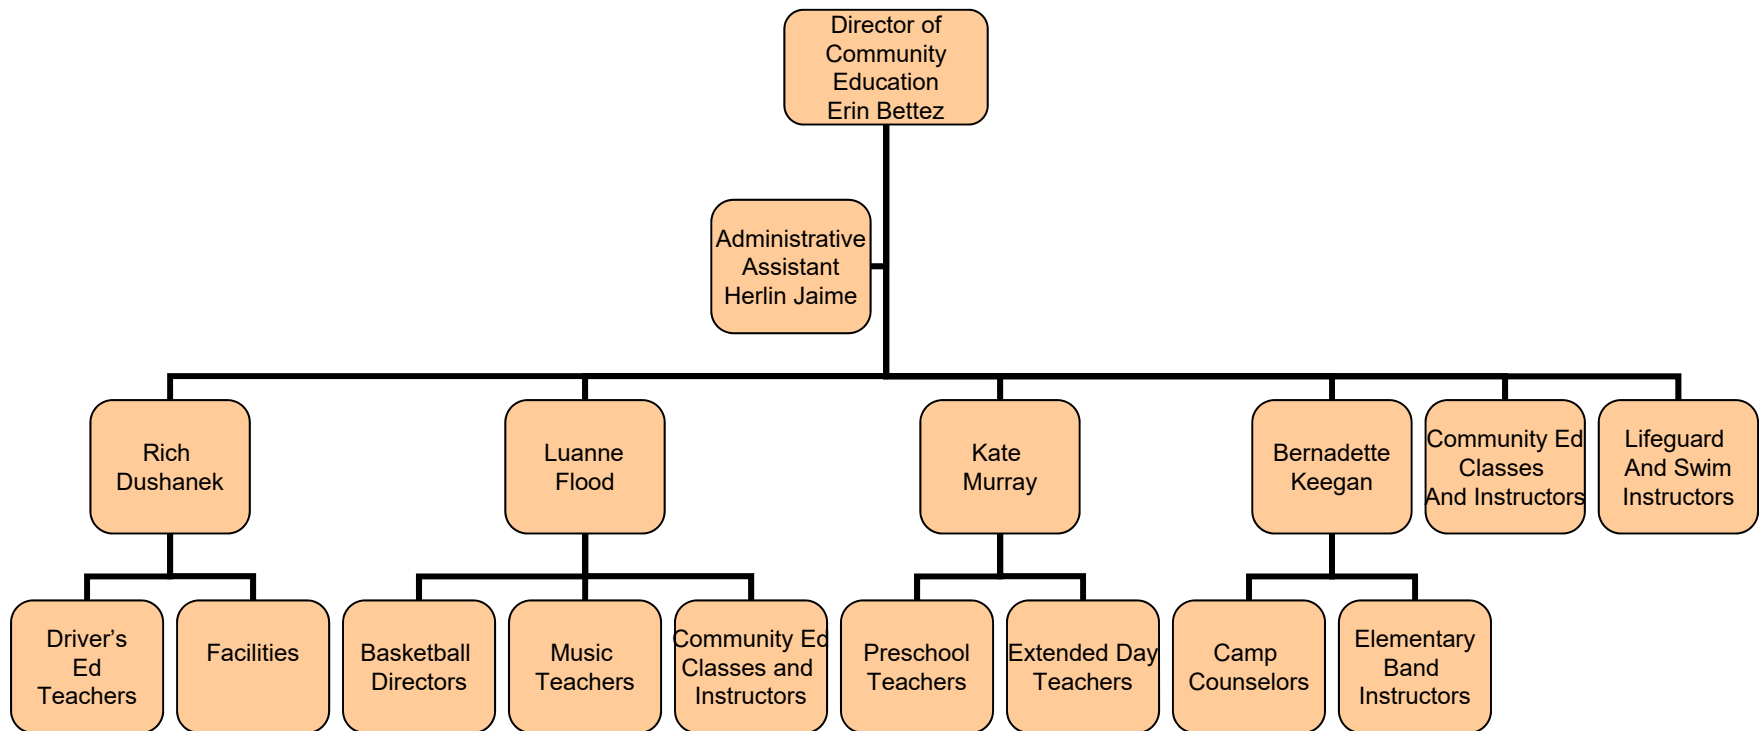 Director of
Community
Education
Erin Bettez
Administrative
Assistant
Herlin Jaime
Rich
Dushanek
Luanne
Flood
Kate
Murray
Bernadette
Keegan
Community Ed
Classes
And Instructors
Lifeguard
And Swim
Instructors
Driver’s
Ed
Teachers
Facilities
Basketball
Directors
Music
Teachers
Community Ed
Classes and
Instructors
Preschool
Teachers
Extended Day
Teachers
Camp
Counselors
Elementary
Band
Instructors